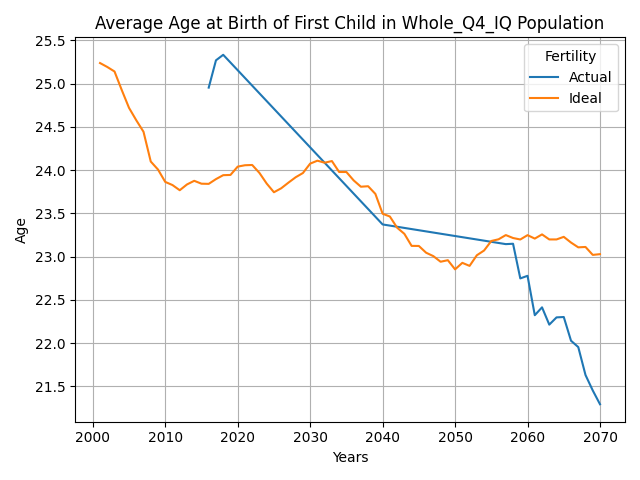 Average Age at Birth of First Child in Whole_Q4_IQ Population
25.5
25.0
24.5
24.0
23.5
23.0
22.5
22.0
21.5
Age
Fertility
Actual
Ideal
2000 2010 2020 2030 2040 2050 2060 2070
Years